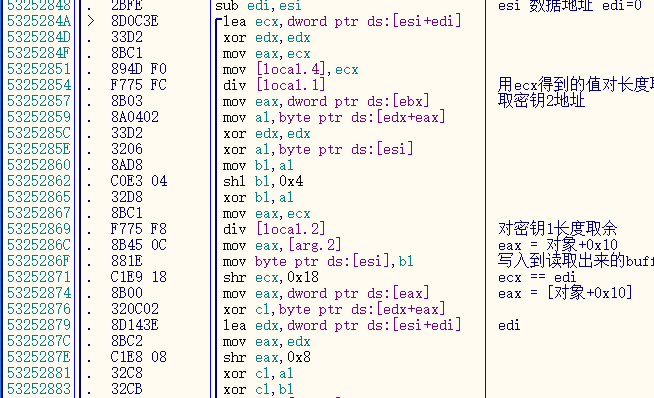 53252848 . 2BFE sub edi,esi esi 数据地址 edi=0
5325284A > 8D0C3E lea ecx,dword ptr ds:[esi+edi]
5325284D . 33D2 xor edx,edx
5325284F . 8BC1 mov eax,ecx
53252851 . 894D F0 mov [local.4],ecx
53252854 . F775 FC div [local.1] 用ecx得到的值对长度
53252857 . 8B03 mov eax,dword ptr ds:[ebx] 取密钥2地址
53252859 . 8A0402 mov al,byte ptr ds:[edx+eax]
5325285C . 33D2 xor edx,edx
5325285E . 3206 xor al,byte ptr ds:[esi]
53252860 . 8AD8 mov bl,al
53252862 . C0E3 04 shl bl,0x4
53252865 . 32D8 xor bl,al
53252867 . 8BC1 mov eax,ecx
53252869 . F775 F8 div [local.2] 对密钥1长度取余
5325286C . 8B45 0C mov eax,[arg.2] eax = 对象+0x10
5325286F . 881E mov byte ptr ds:[esi],bl 写入到读取出来的buff
53252871 . C1E9 18 shr ecx,0x18 ecx == edi
53252874 . 8B00 mov eax,dword ptr ds:[eax] eax = [对象+0x10]
53252876 . 320C02 xor cl,byte ptr ds:[edx+eax]
53252879 . 8D143E lea edx,dword ptr ds:[esi+edi] edi
5325287C . 8BC2 mov eax,edx
5325287E . C1E8 08 shr eax,0x8
53252881 . 32C8 xor cl,al
53252883 . 32CB xor cl,bl